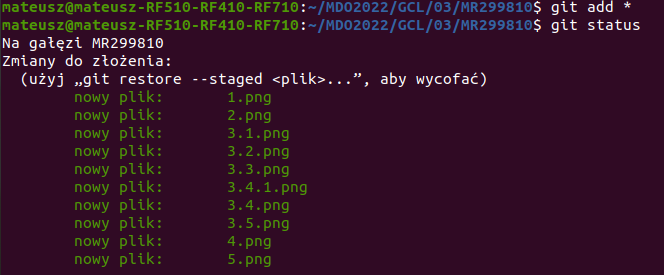 mateusz@mateusz-RF510-RF410-RF710:~/MDO2022/GCL/03/MR299810$ git add *
mateusz@mateusz-RF510-RF410-RF710:~/MDO2022/GCL/03/MR299810$ git status
Na gałęzi MR299810
Zmiany do złożenia:
  (użyj „git restore --staged <plik>...”, aby wycofać)
        nowy plik:        1.png
        nowy plik:        2.png
        nowy plik:        3.1.png
        nowy plik:        3.2.png
        nowy plik:        3.3.png
        nowy plik:        3.4.1.png
        nowy plik:        3.4.png
        nowy plik:        3.5.png
        nowy plik:        4.png
        nowy plik:        5.png